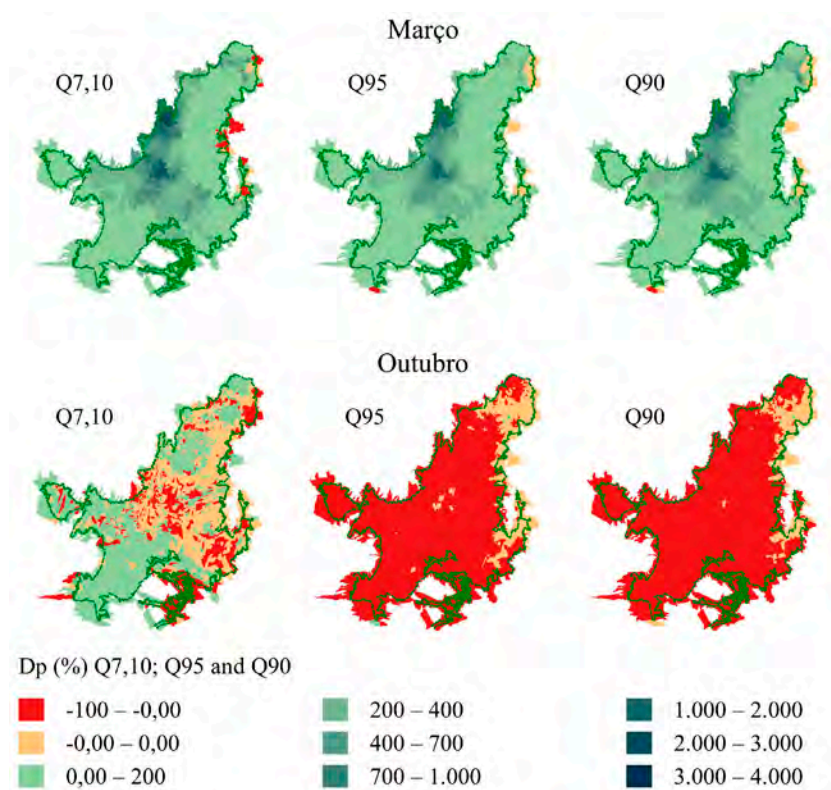 Março
Q7,10
Q95
Q90
Outubro
Q7,10
Q95
Q90
Dp (%) Q7,10; Q95 and Q90
-100 – -0,00
200 – 400
1.000 – 2.000
-0,00 – 0,00
400 – 700
2.000 – 3.000
0,00 – 200
700 – 1.000
3.000 – 4.000